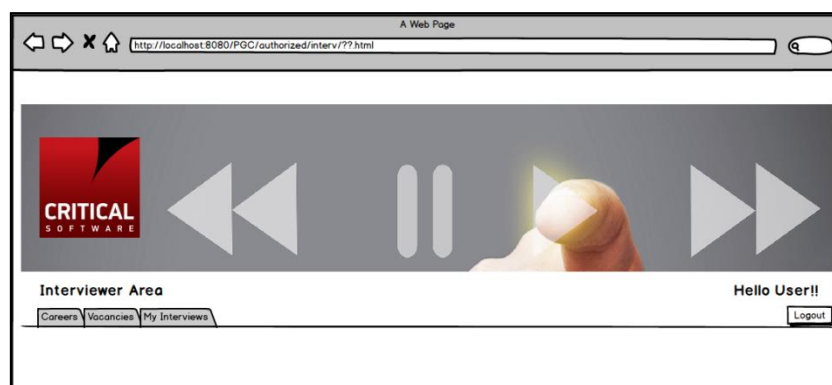 A Web Page
http://localhost:8080/PGC/authorized/interv/??.html
CRITICAL
SOFTWARE
Interviewer Area
Hello User!!
Careers Vacancies My Interviews
Logout